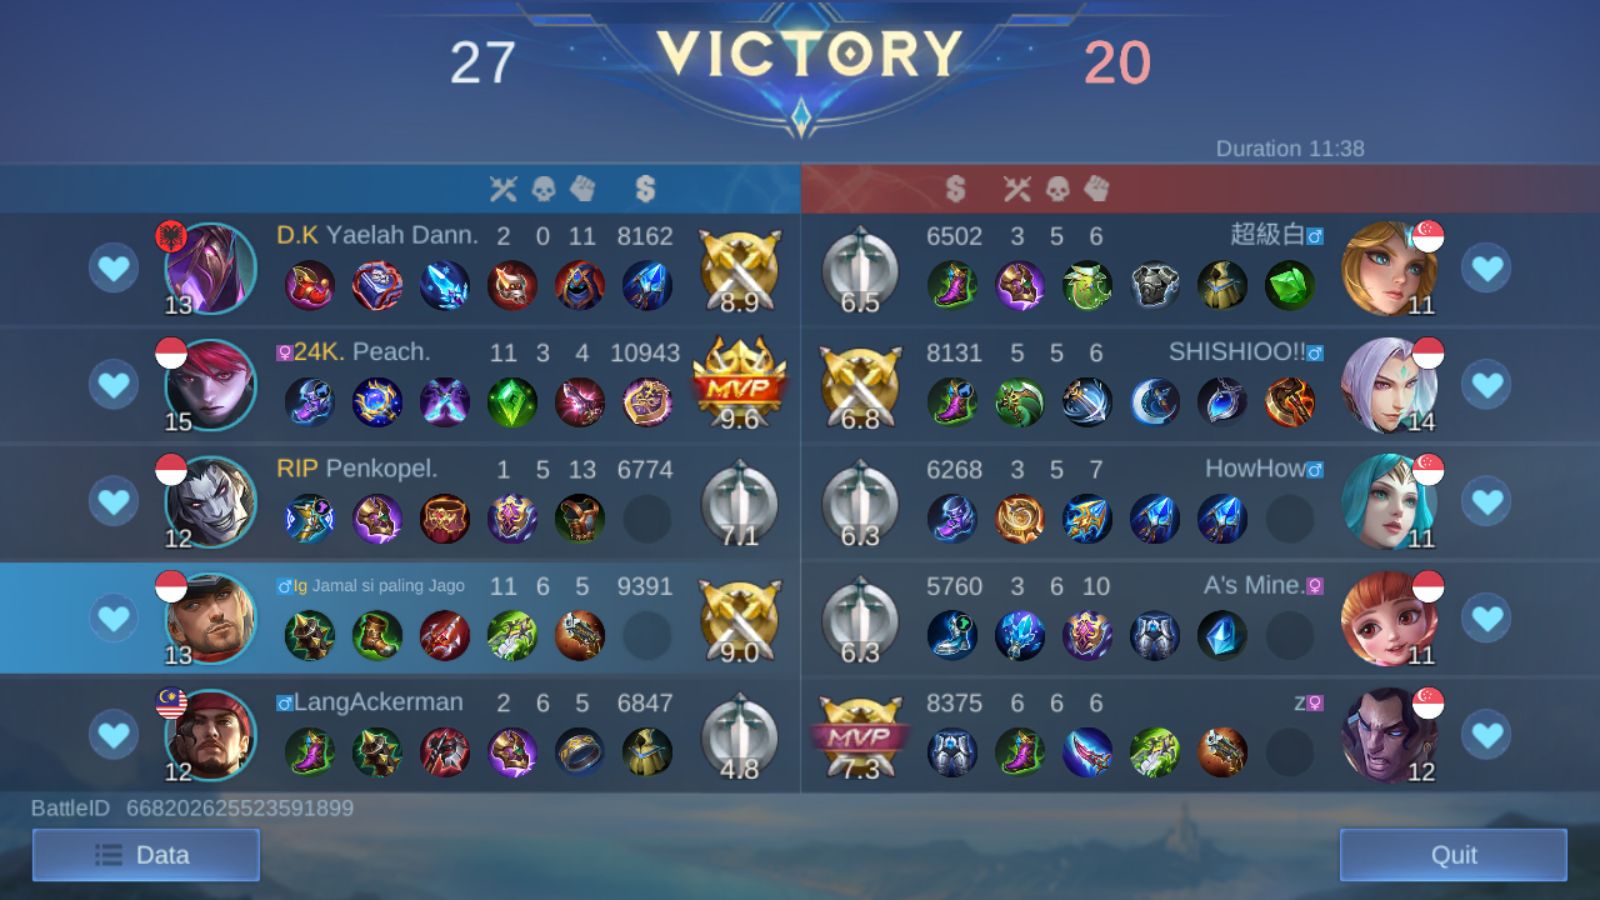 27 VICTORY 20
Duration 11:38
D.K Yaelah Dann. 2 0 11 8162
13 8.9
6502 3 5 6 超級白
6.5 11
24K. Peach. 11 3 4 10943
15 MVP 9.6
8131 5 5 6 SHISHIOO!!
6.8 14
RIP Penkopel. 1 5 13 6774
12 7.1
6268 3 5 7 HowHow
6.3 11
Ig Jamal si paling Jago 11 6 5 9391
13 9.0
5760 3 6 10 A's Mine.
6.3 11
LangAckerman 2 6 5 6847
12 4.8
8375 6 6 6 z
MVP 7.3 12
BattleID 668202625523591899
Data Quit